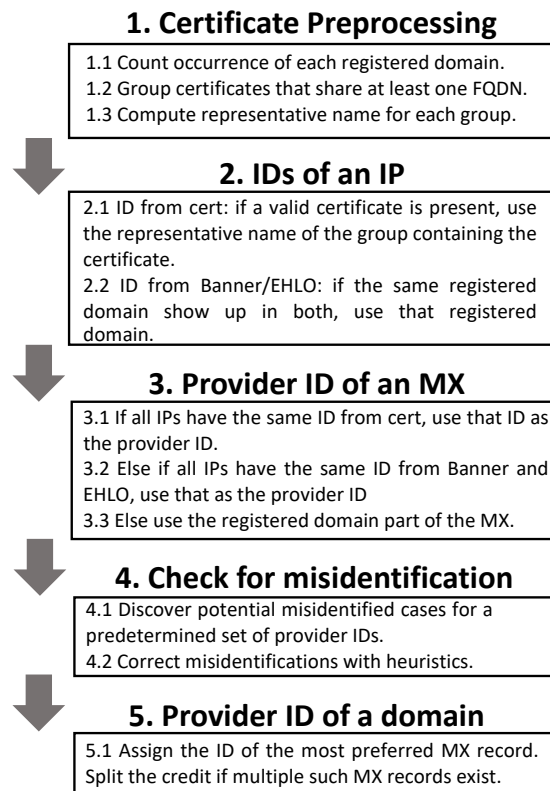 1. Certificate Preprocessing
1.1 Count occurrence of each registered domain.
1.2 Group certificates that share at least one FQDN.
1.3 Compute representative name for each group.
2. IDs of an IP
2.1 ID from cert: if a valid certificate is present, use
the representative name of the group containing the
certificate.
2.2 ID from Banner/EHLO: if the same registered
domain show up in both, use that registered
domain.
3. Provider ID of an MX
3.1 If all IPs have the same ID from cert, use that ID as
the provider ID.
3.2 Else if all IPs have the same ID from Banner and
EHLO, use that as the provider ID
3.3 Else use the registered domain part of the MX.
4. Check for misidentification
4.1 Discover potential misidentified cases for a
predetermined set of provider IDs.
4.2 Correct misidentifications with heuristics.
5. Provider ID of a domain
5.1 Assign the ID of the most preferred MX record.
Split the credit if multiple such MX records exist.